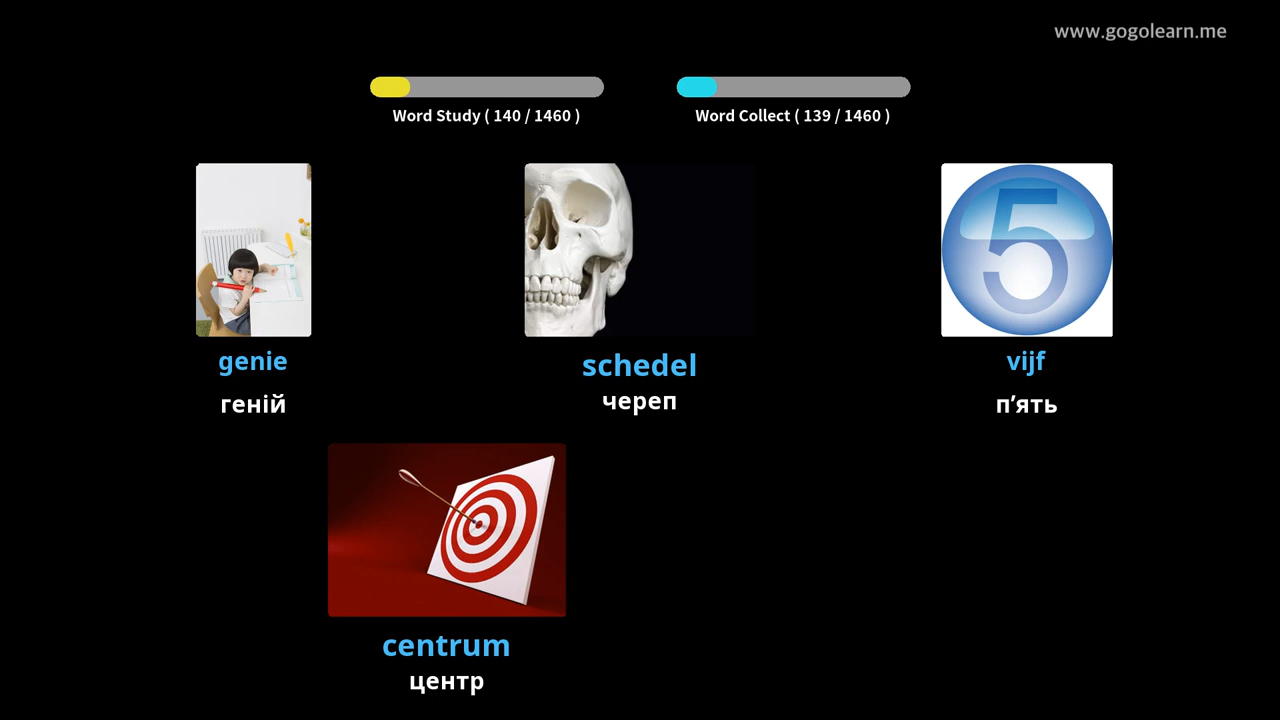 www.gogolearn.me
Word Study ( 140 / 1460 )
Word Collect ( 139 / 1460 )
5
genie
schedel
vijf
геній
череп
п’ять
centrum
центр